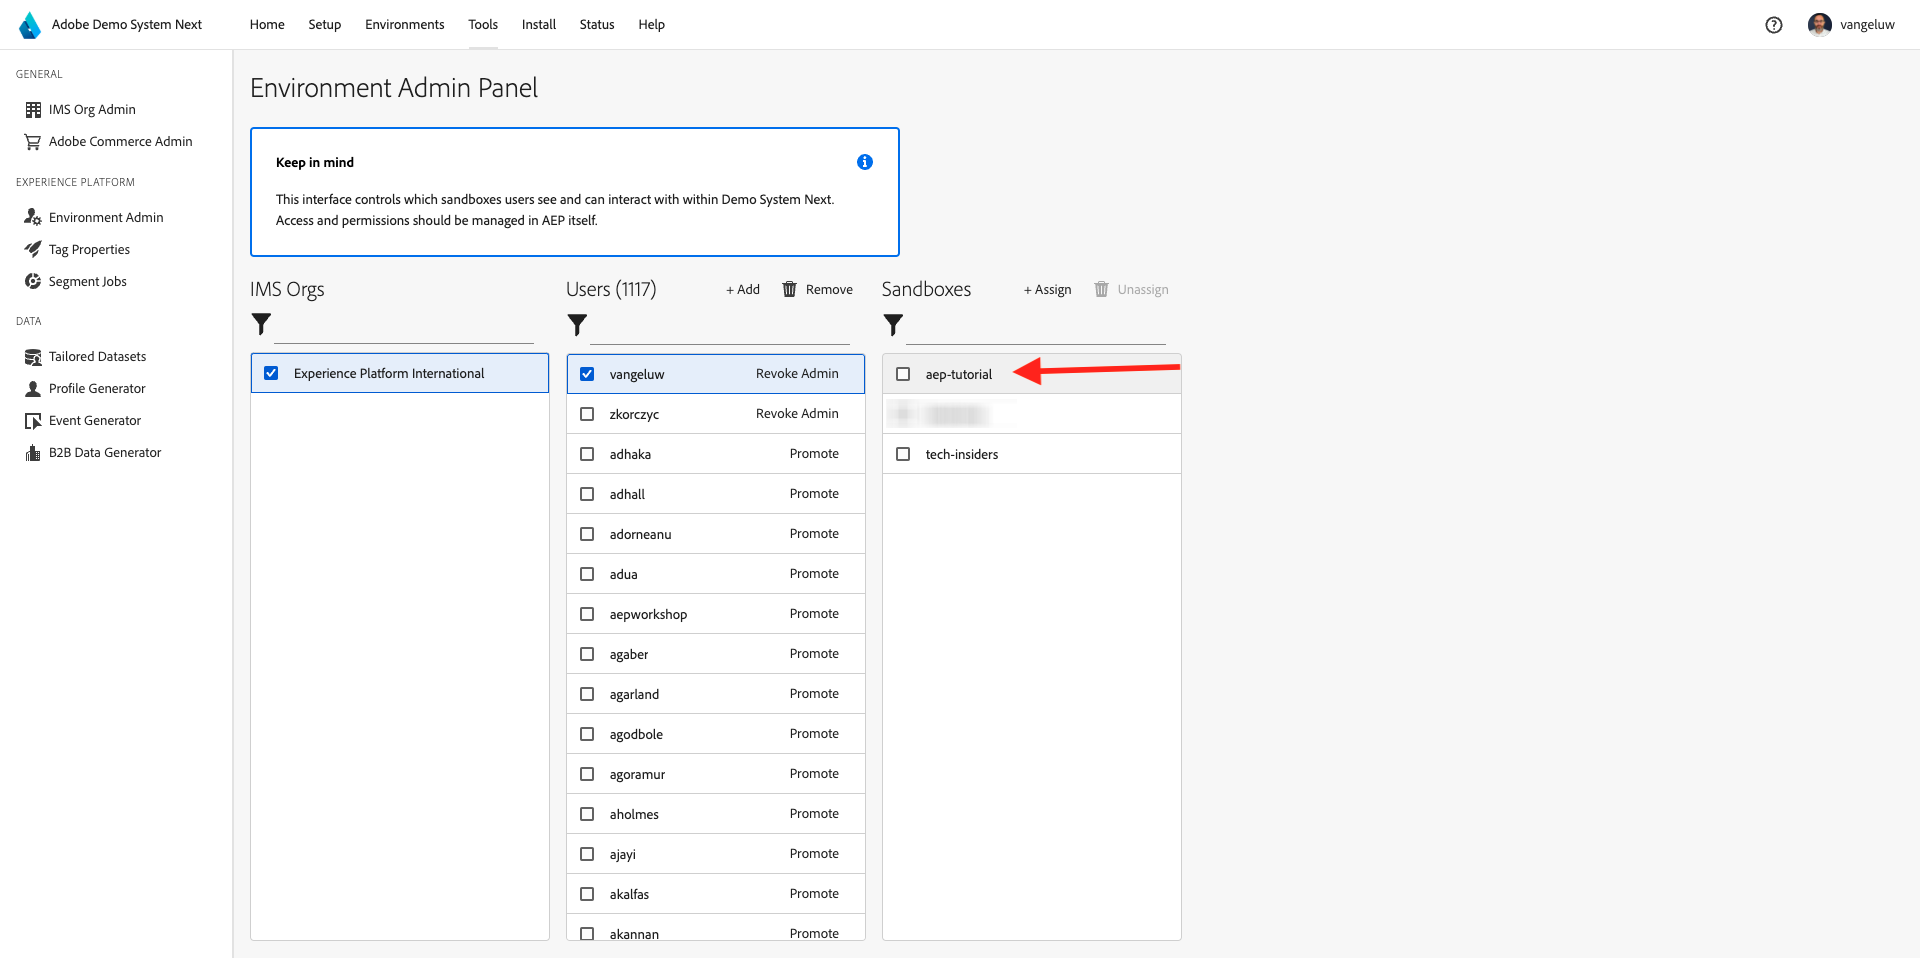 Adobe Demo System Next
Home Setup Environments Tools Install Status Help
vangeluw
GENERAL
IMS Org Admin
Adobe Commerce Admin
EXPERIENCE PLATFORM
Environment Admin
Tag Properties
Segment Jobs
DATA
Tailored Datasets
Profile Generator
Event Generator
B2B Data Generator
Environment Admin Panel
Keep in mind
This interface controls which sandboxes users see and can interact with within Demo System Next.
Access and permissions should be managed in AEP itself.
IMS Orgs
Experience Platform International
Users (1117) + Add Remove
vangeluw Revoke Admin
zkorczyc Revoke Admin
adhaka Promote
adhall Promote
adorneanu Promote
adua Promote
aepworkshop Promote
agaber Promote
agarland Promote
agodbole Promote
agoramur Promote
aholmes Promote
ajayi Promote
akalfas Promote
akannan Promote
Sandboxes + Assign Unassign
aep-tutorial
tech-insiders